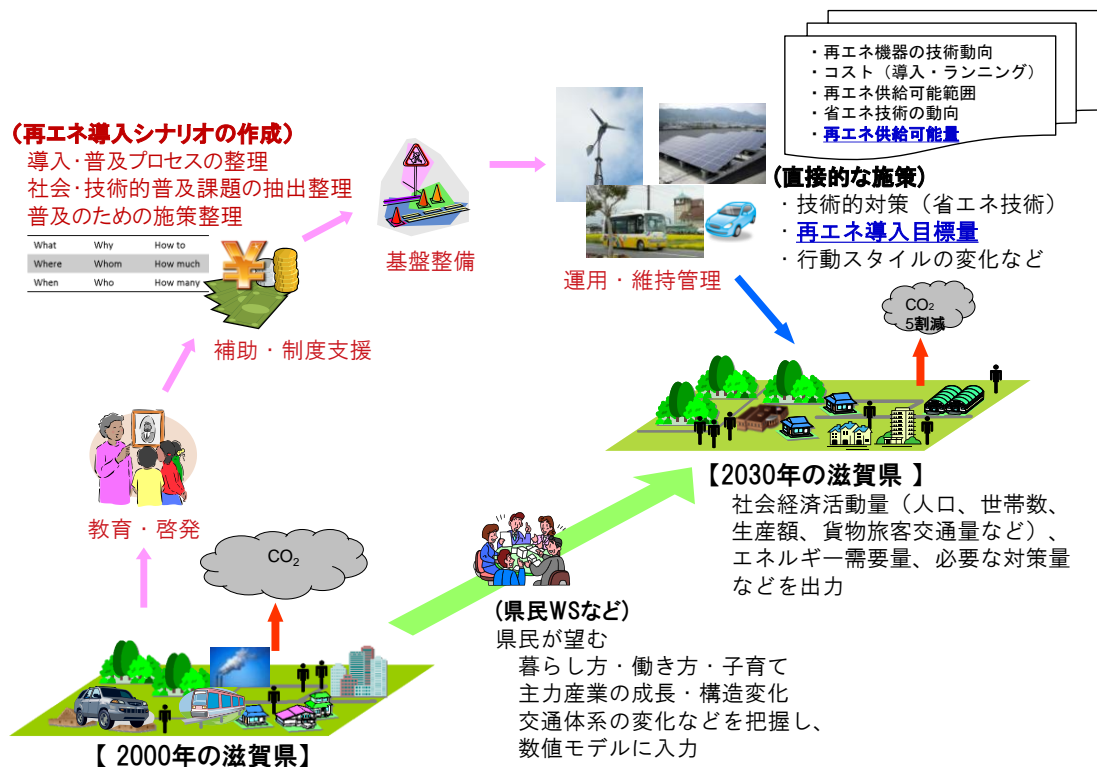 ・再エネ機器の技術動向
・コスト（導入・ランニング）
・再エネ供給可能範囲
・省エネ技術の動向
・再エネ供給可能量
(再エネ導入シナリオの作成)
導入・普及プロセスの整理
社会・技術的普及課題の抽出整理
普及のための施策整理
What Why How to
Where Whom How much
When Who How many
補助・制度支援
基盤整備
運用・維持管理
(直接的な施策)
・技術的対策（省エネ技術）
・再エネ導入目標量
・行動スタイルの変化など
CO₂
5割減
教育・啓発
CO₂
【2030年の滋賀県 】
社会経済活動量（人口、世帯数、
生産額、貨物旅客交通量など）、
エネルギー需要量、必要な対策量
などを出力
(県民WSなど)
県民が望む
暮らし方・働き方・子育て
主力産業の成長・構造変化
交通体系の変化などを把握し、
数値モデルに入力
【 2000年の滋賀県】